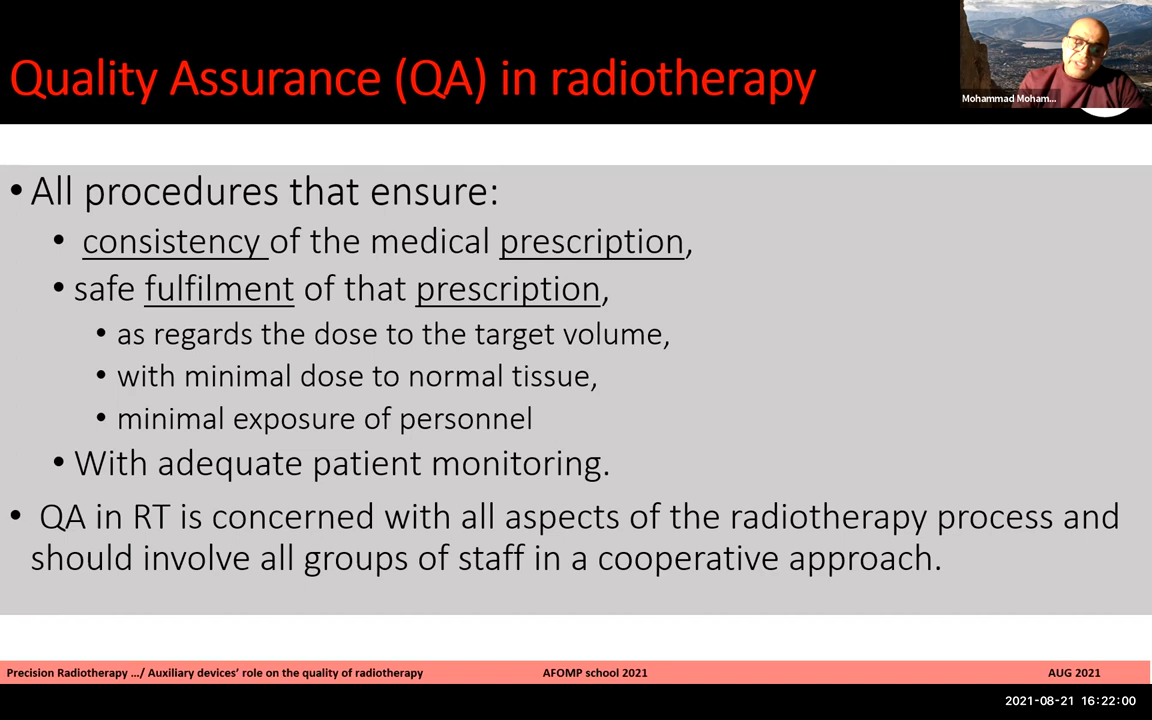 Quality Assurance (QA) in radiotherapy
Mohammad Moham...
• All procedures that ensure:
• consistency of the medical prescription,
• safe fulfilment of that prescription,
• as regards the dose to the target volume,
• with minimal dose to normal tissue,
• minimal exposure of personnel
• With adequate patient monitoring.
• QA in RT is concerned with all aspects of the radiotherapy process and
should involve all groups of staff in a cooperative approach.
Precision Radiotherapy .../ Auxiliary devices’ role on the quality of radiotherapy AFOMP school 2021 AUG 2021
2021-08-21 16:22:00